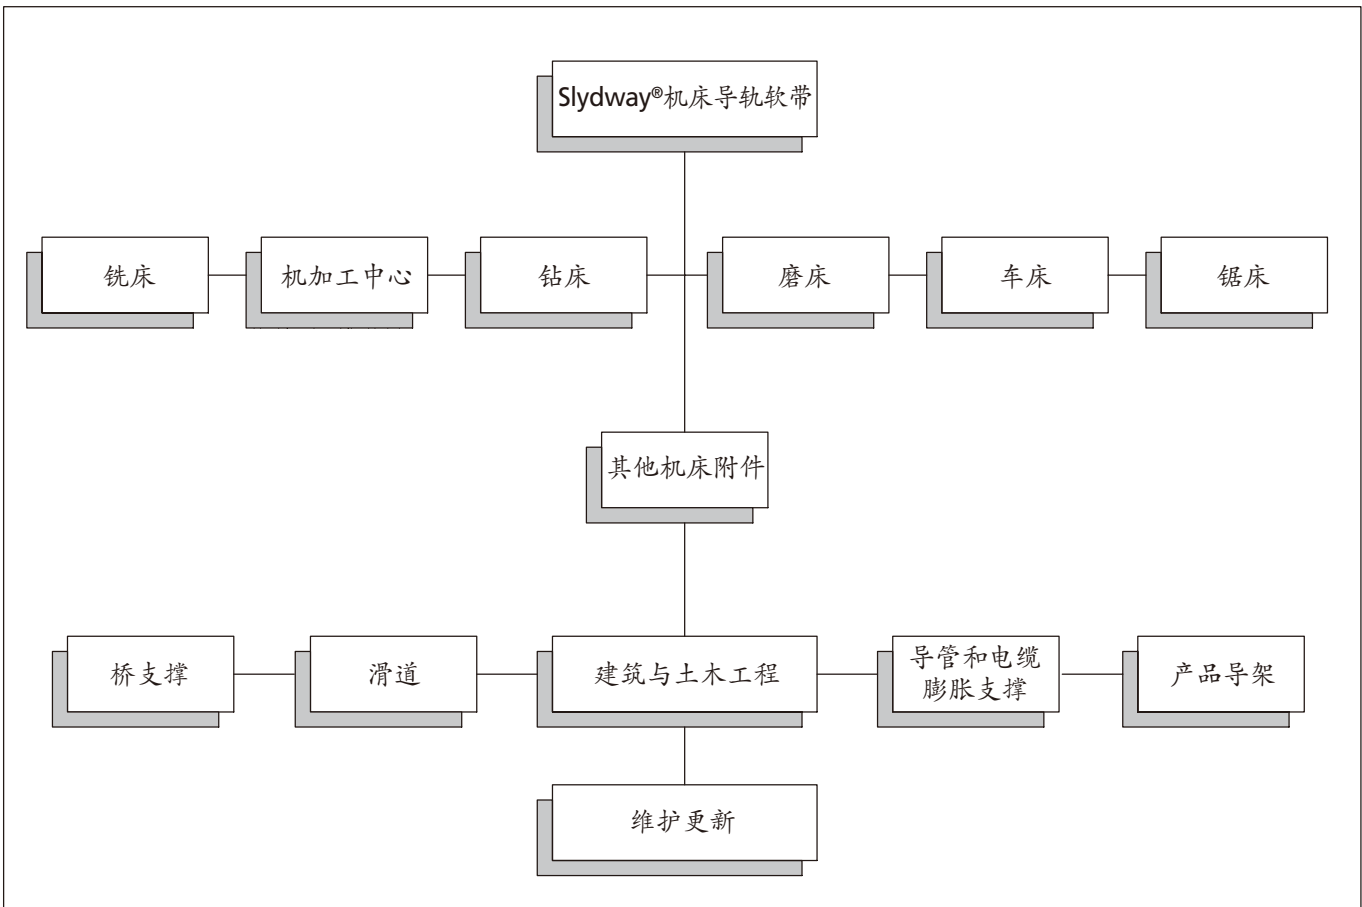 Slydway®机床导轨软带
铣床
机加工中心
钻床
磨床
车床
锯床
其他机床附件
桥支撑
滑道
建筑与土木工程
导管和电缆
膨胀支撑
产品导架
维护更新